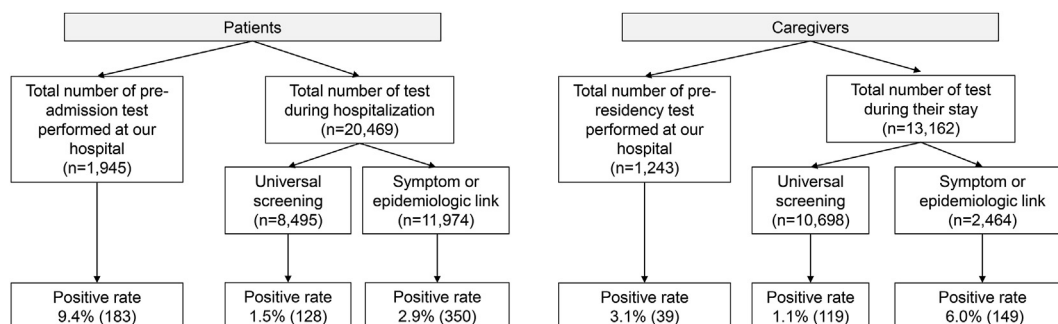 Patients
Total number of pre-
admission test
performed at our
hospital
(n=1,945)
Total number of test
during hospitalization
(n=20,469)
Universal
screening
(n=8,495)
Symptom or
epidemiologic link
(n=11,974)
Positive rate
9.4% (183)
Positive rate
1.5% (128)
Positive rate
2.9% (350)
Caregivers
Total number of pre-
residency test
performed at our
hospital
(n=1,243)
Total number of test
during their stay
(n=13,162)
Universal
screening
(n=10,698)
Symptom or
epidemiologic link
(n=2,464)
Positive rate
3.1% (39)
Positive rate
1.1% (119)
Positive rate
6.0% (149)